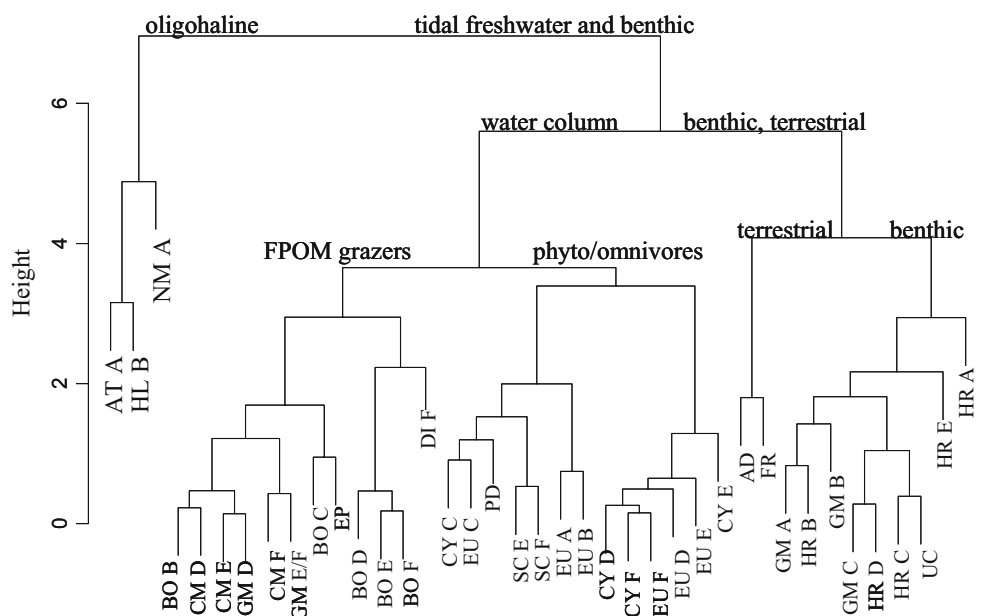 oligohaline
tidal freshwater and benthic
6
water column
benthic, terrestrial
terrestrial
benthic
4
FPOM grazers
phyto/omnivores
Height
2
0
AT A
HL B
NM A
BO B
CM D
CM E
GM D
CM F
GM E/F
BO C
EP
BO D
BO E
BO F
DI F
CY C
EU C
PD
SC E
SC F
EU A
EU B
CY D
CY F
EU F
EU D
EU E
CY E
AD
FR
GM A
HR B
GM B
GM C
HR D
HR C
UC
HR E
HR A